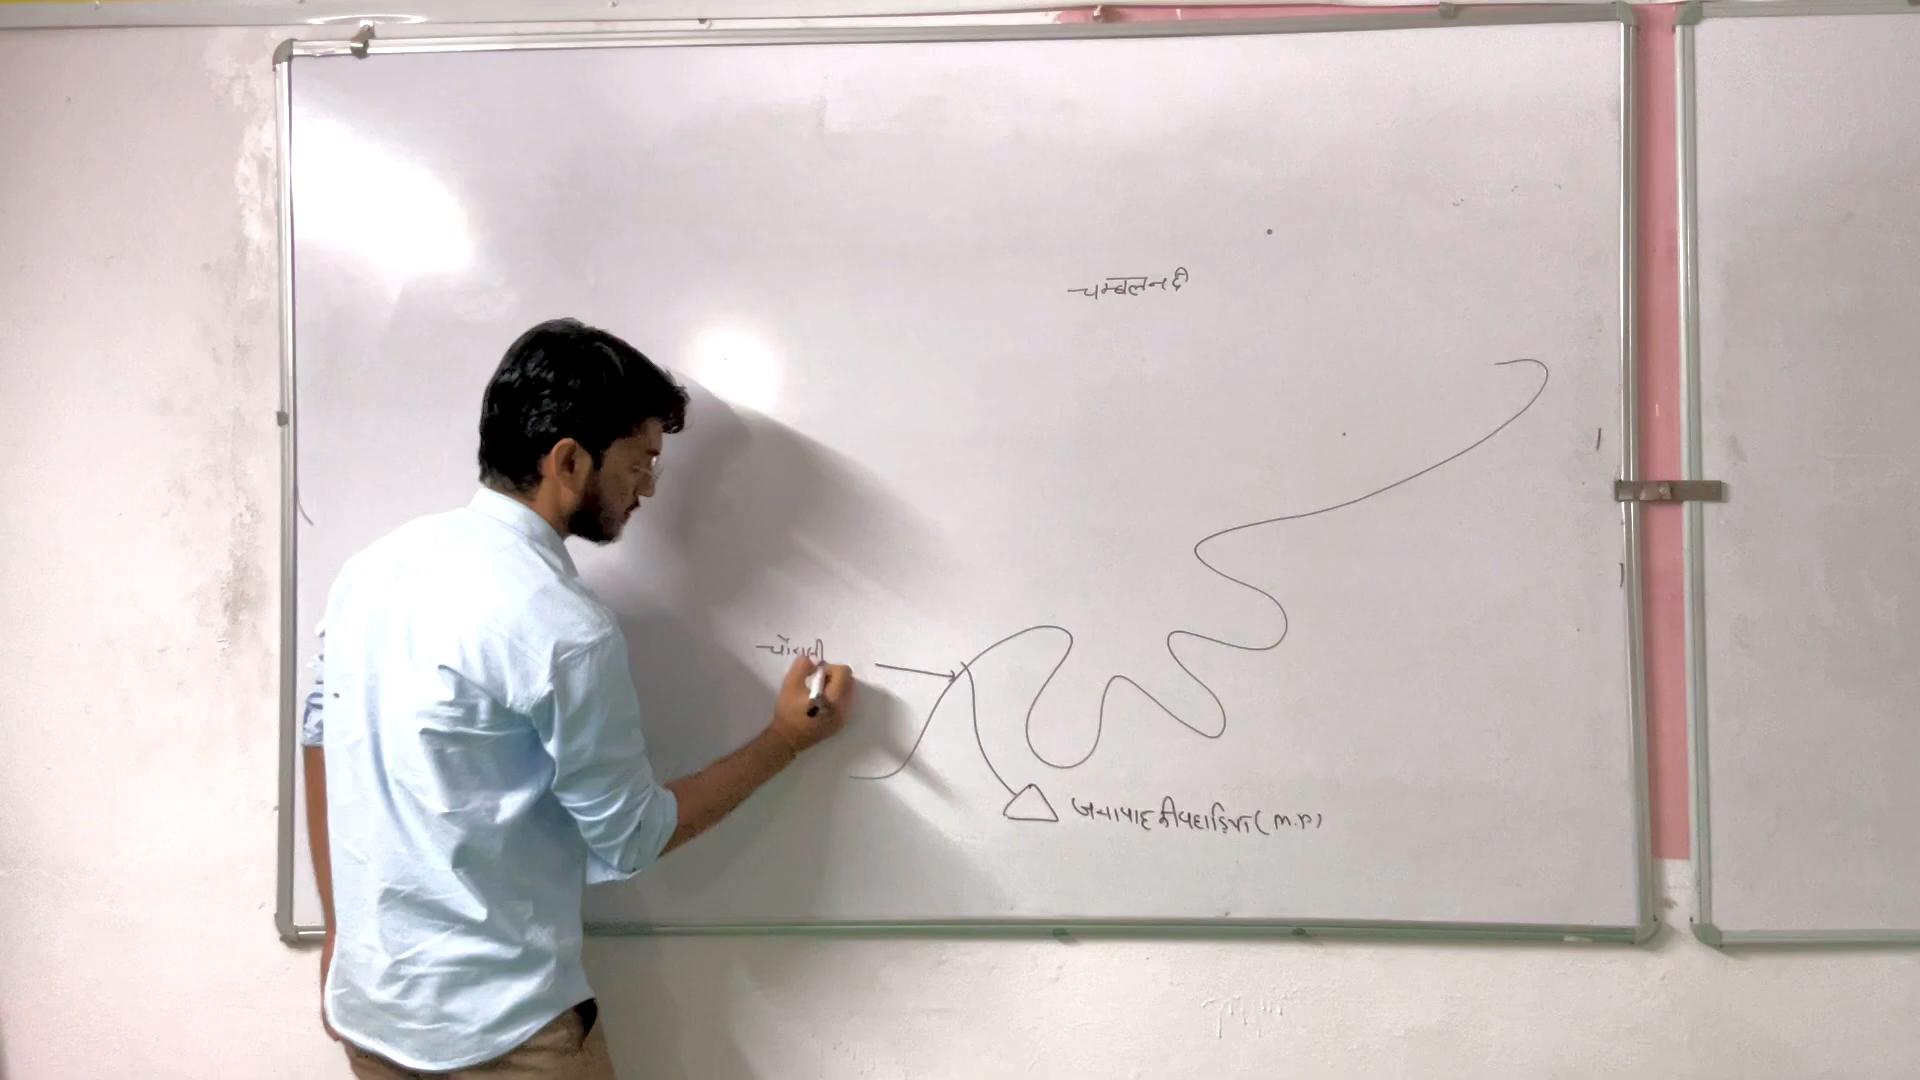 चम्बल नदी
जनापाव की पहाड़िया (M.P)